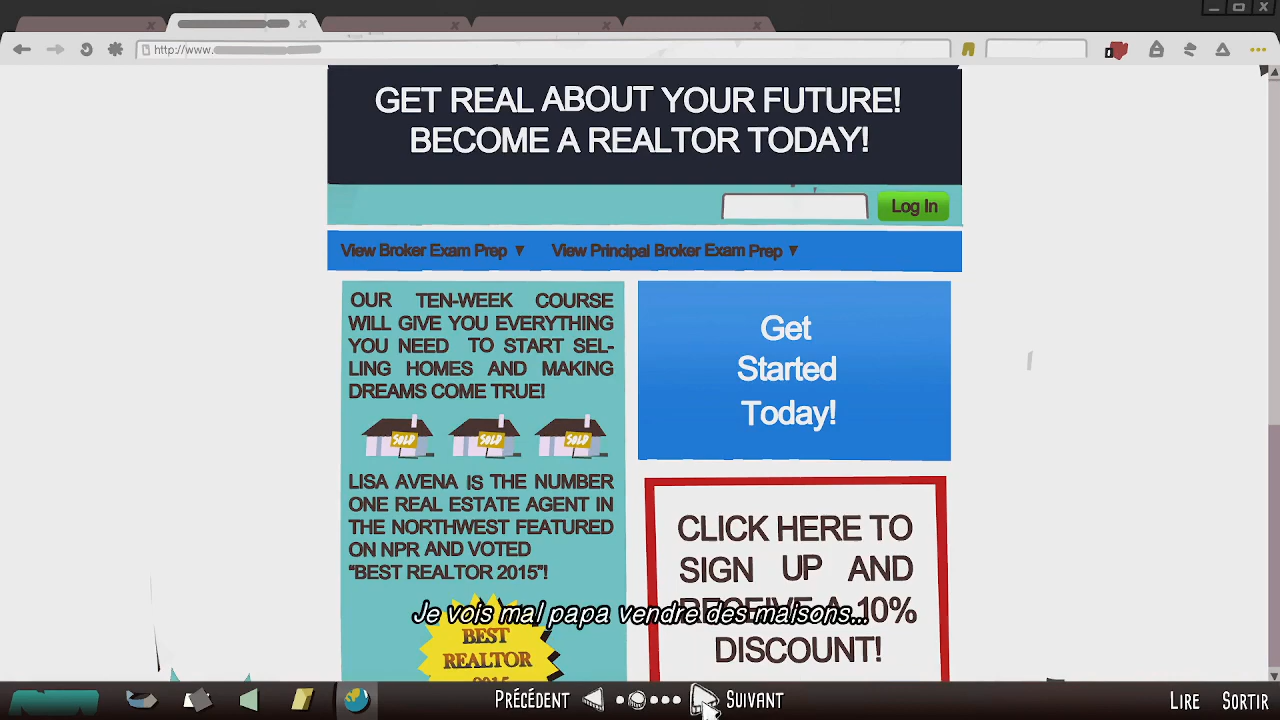 http://www.
GET REAL ABOUT YOUR FUTURE!
BECOME A REALTOR TODAY!
Log In
View Broker Exam Prep ▼ View Principal Broker Exam Prep ▼
OUR TEN-WEEK COURSE
WILL GIVE YOU EVERYTHING
YOU NEED TO START SEL-
LING HOMES AND MAKING
DREAMS COME TRUE!
SOLD SOLD SOLD
LISA AVENA IS THE NUMBER
ONE REAL ESTATE AGENT IN
THE NORTHWEST FEATURED
ON NPR AND VOTED
"BEST REALTOR 2015"!
BEST
REALTOR
2015
Get
Started
Today!
CLICK HERE TO
SIGN UP AND
RECEIVE A 10%
DISCOUNT!
Je vois mal papa vendre des maisons...
PRÉCÉDENT SUIVANT LIRE SORTIR